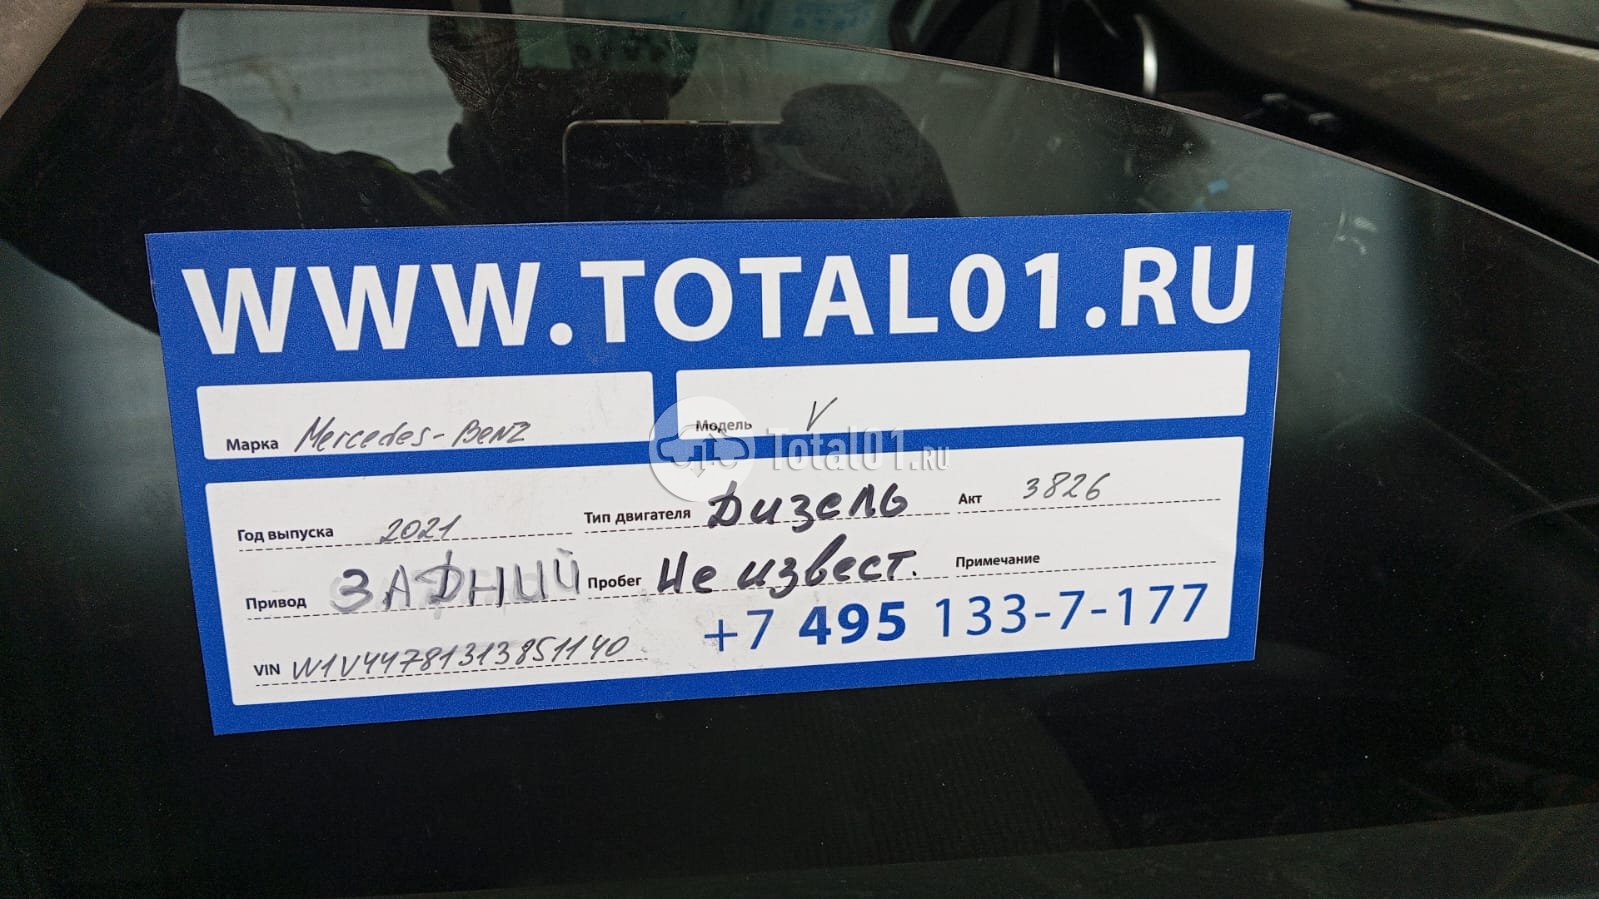 WWW.TOTAL01.RU
Марка Mercedes-Benz Модель V
Total01.RU
Год выпуска 2021 Тип двигателя Дизель Акт 3826
Привод ЗАДНИЙ Пробег Не извест. Примечание
VIN W1V44781313851140 +7 495 133-7-177